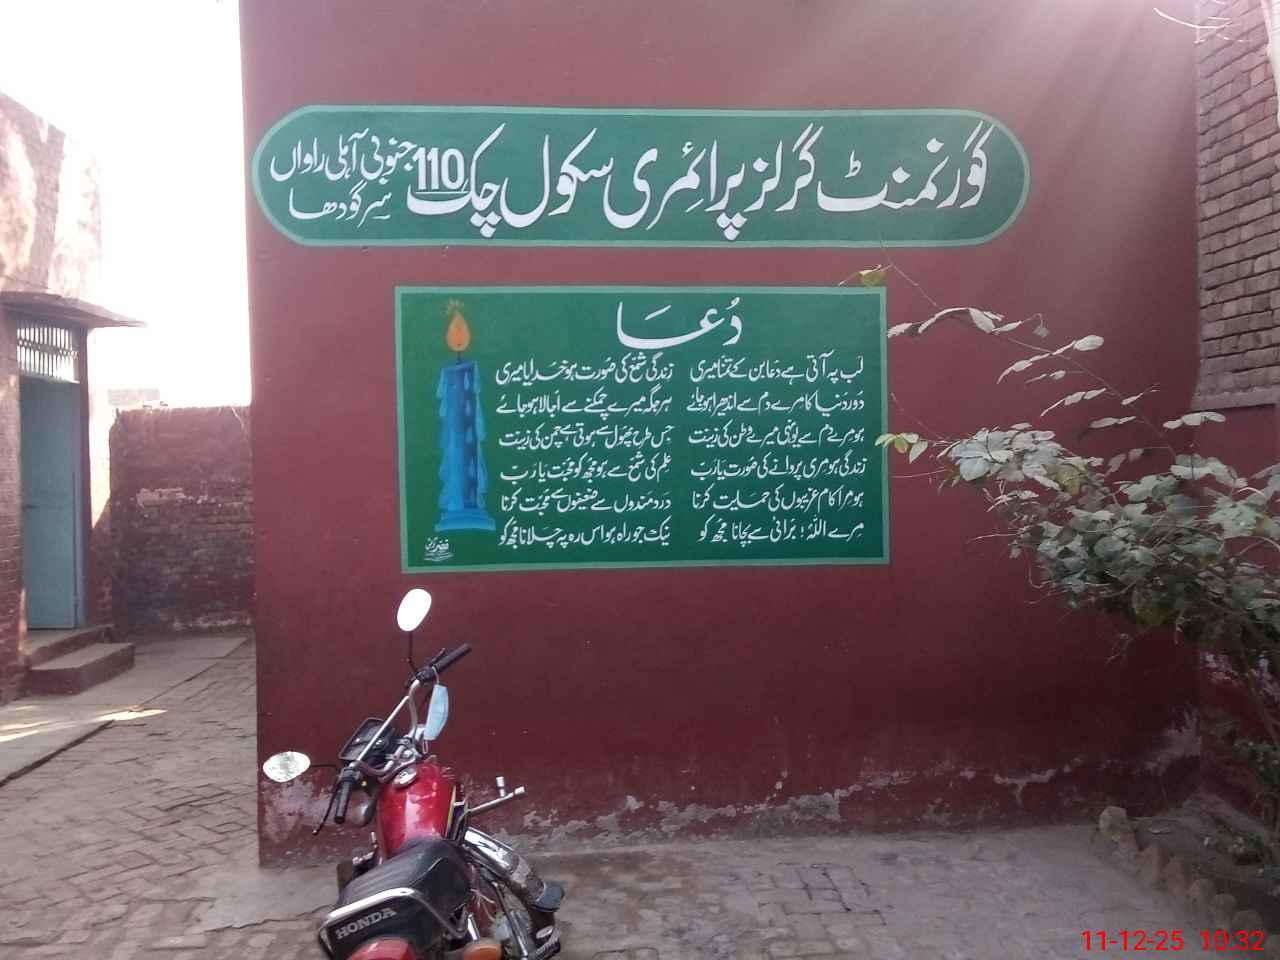 گورنمنٹ گرلز پرائمری سکول چک 110 جنوبی آہلی راواں
سرگودھا
دُعَا
لب پہ آتی ہے دعا بن کے تمنا میری زندگی شمع کی صُورت ہو خدایا میری
دور دنیا کا مرے دم سے اندھیرا ہو جائے ہر جگہ میرے چمکنے سے اُجالا ہو جائے
ہو مرے دم سے یونہی میرے وطن کی زینت جس طرح پھول سے ہوتی ہے چمن کی زینت
زندگی ہو مری پروانے کی صُورت یارب علم کی شمع سے ہو مجھ کو محبت یارب
ہو مرا کام غریبوں کی حمایت کرنا درد مندوں سے ضعیفوں سے محبت کرنا
مرے اللہ! برائی سے بچانا مجھ کو نیک جو راہ ہو اس رہ پہ چلانا مجھ کو
HONDA
11-12-25 10:32